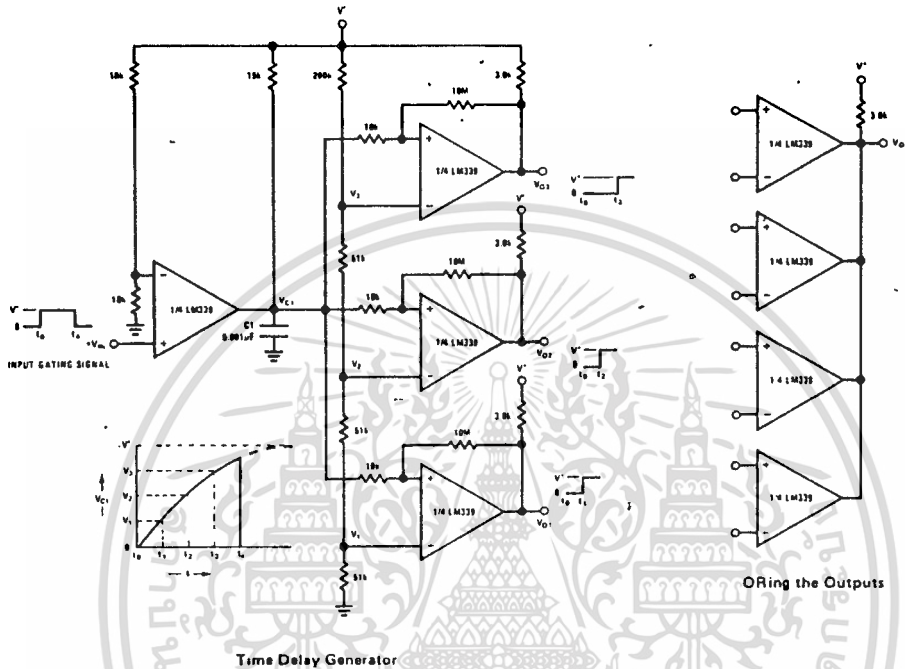 V+
50k
15k
200k
3.0k
10M
10k
+
1/4 LM339
-
VO3
V+
0
t0
t3
V3
51k
V+
3.0k
10M
10k
+
1/4 LM339
-
VO2
V+
0
t0
t2
V2
51k
V+
3.0k
10M
10k
+
1/4 LM339
-
VO1
V+
0
t0
t1
V1
51k
-
10k
1/4 LM339
+
VC1
C1
0.001µF
V+
0
t0
t4
+VIN
INPUT GATING SIGNAL
V+
V3
V2
V1
0
VC1
t0
t1
t2
t3
t4
t
Time Delay Generator
V+
3.0k
+
1/4 LM339
-
VO
+
1/4 LM339
-
+
1/4 LM339
-
+
1/4 LM339
-
ORing the Outputs